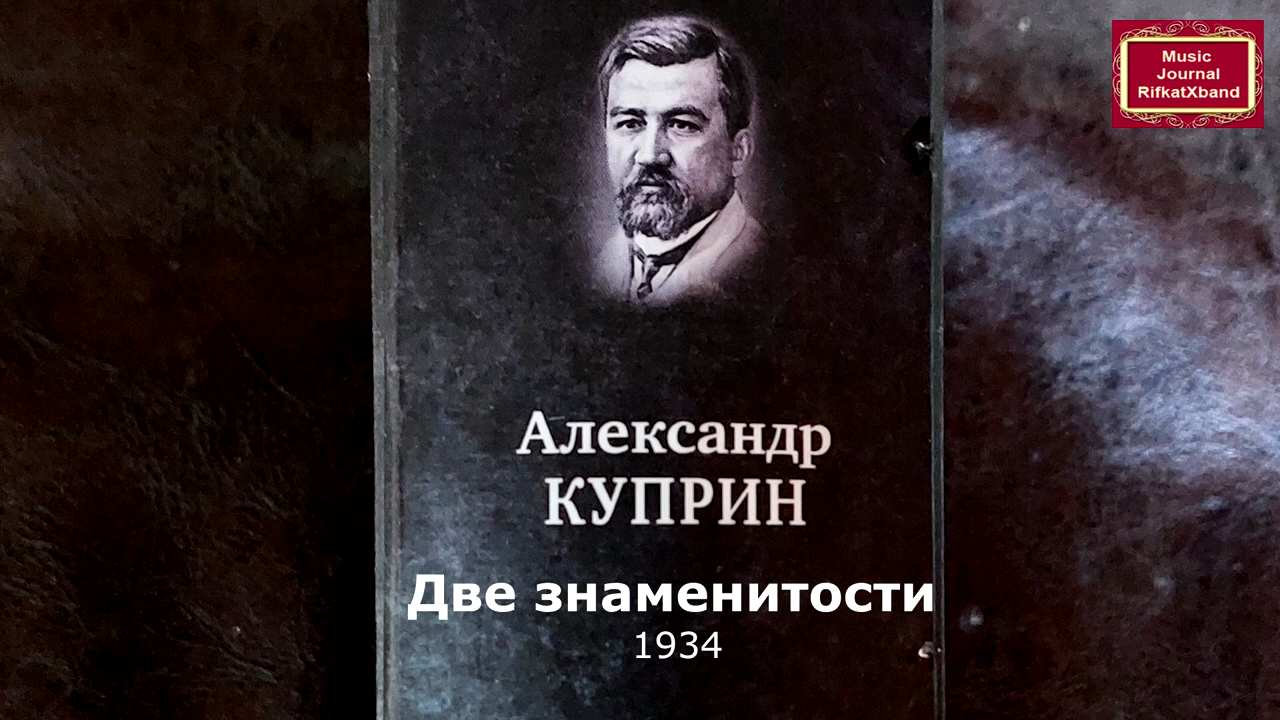 Music
Journal
RifkatXband
Александр
КУПРИН
Две знаменитости
1934